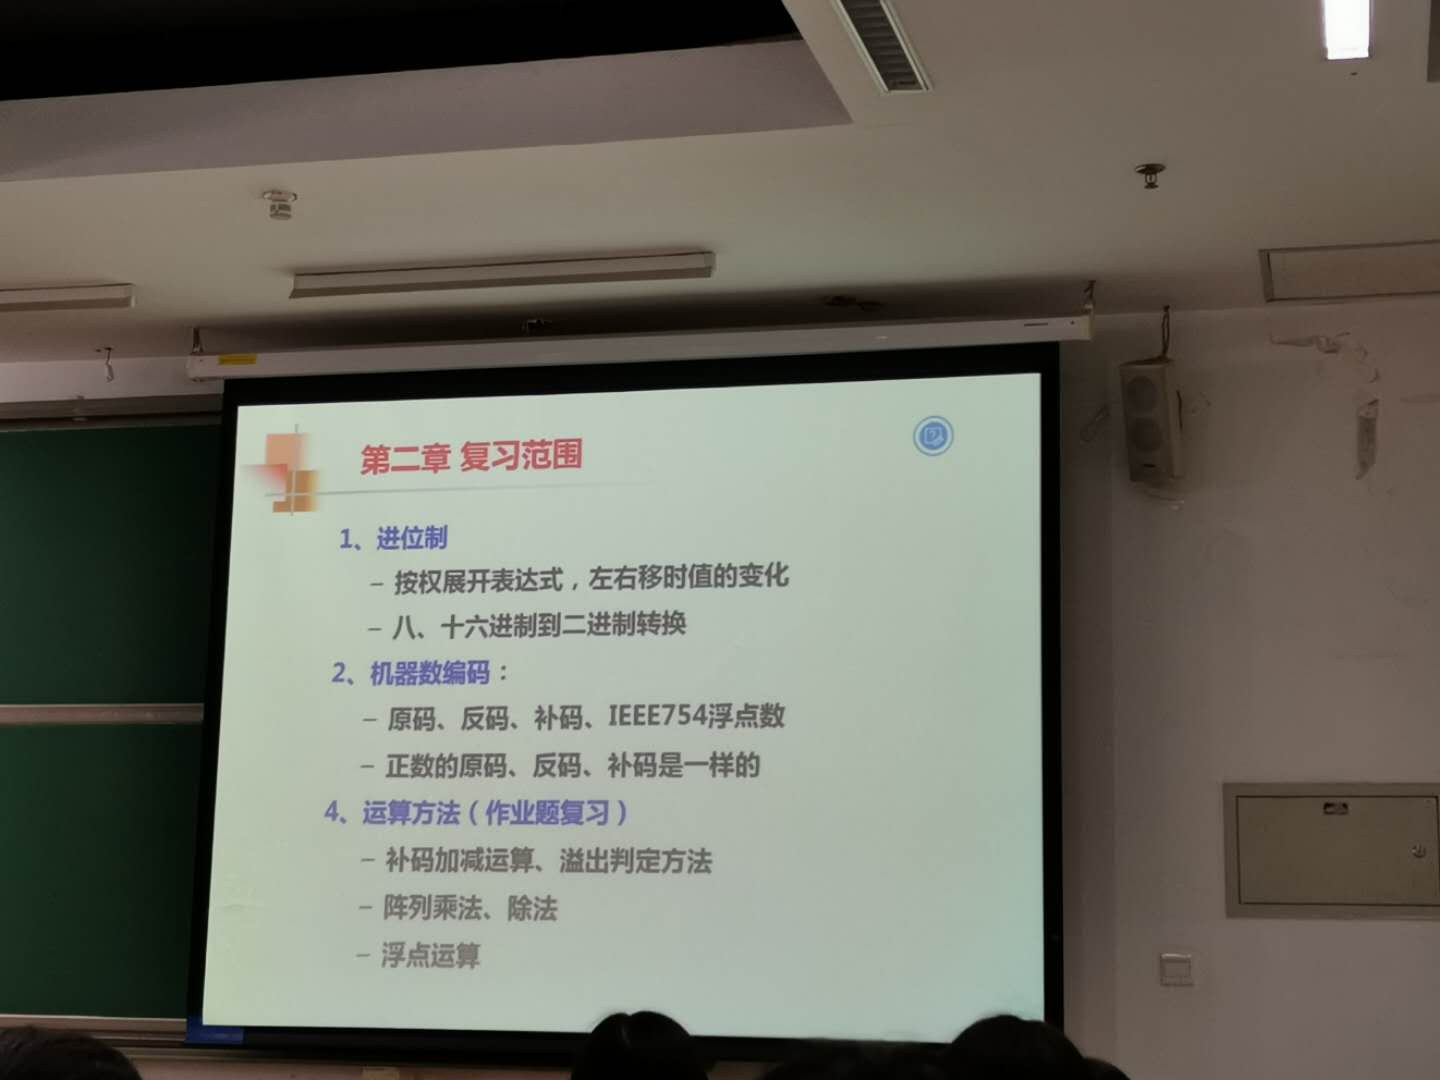 第二章 复习范围
1、进位制
– 按权展开表达式，左右移时值的变化
– 八、十六进制到二进制转换
2、机器数编码：
– 原码、反码、补码、IEEE754浮点数
– 正数的原码、反码、补码是一样的
4、运算方法（作业题复习）
– 补码加减运算、溢出判定方法
– 阵列乘法、除法
– 浮点运算